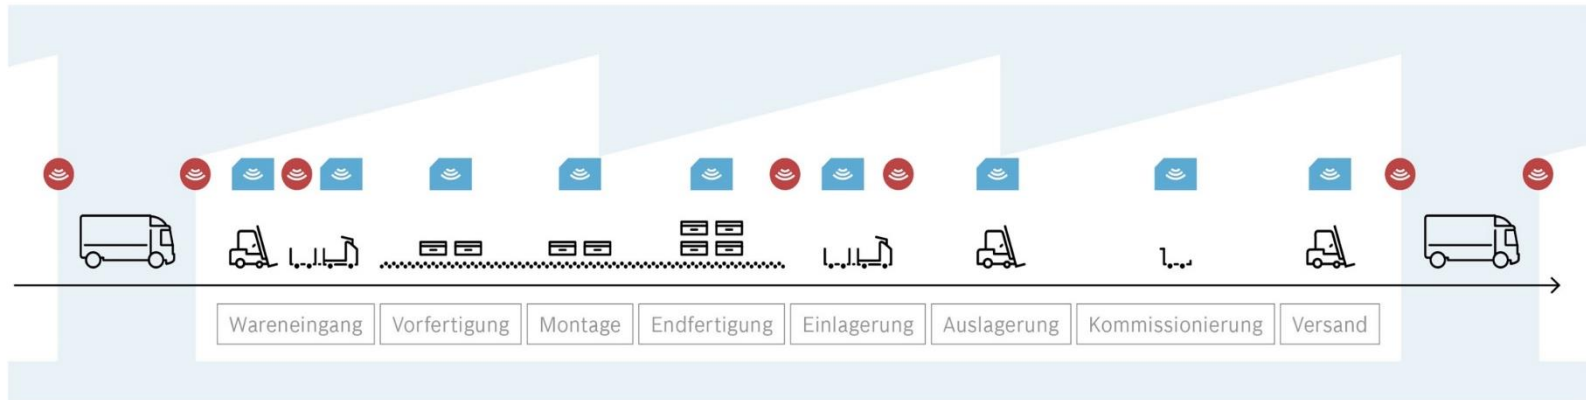 Wareneingang
Vorfertigung
Montage
Endfertigung
Einlagerung
Auslagerung
Kommissionierung
Versand